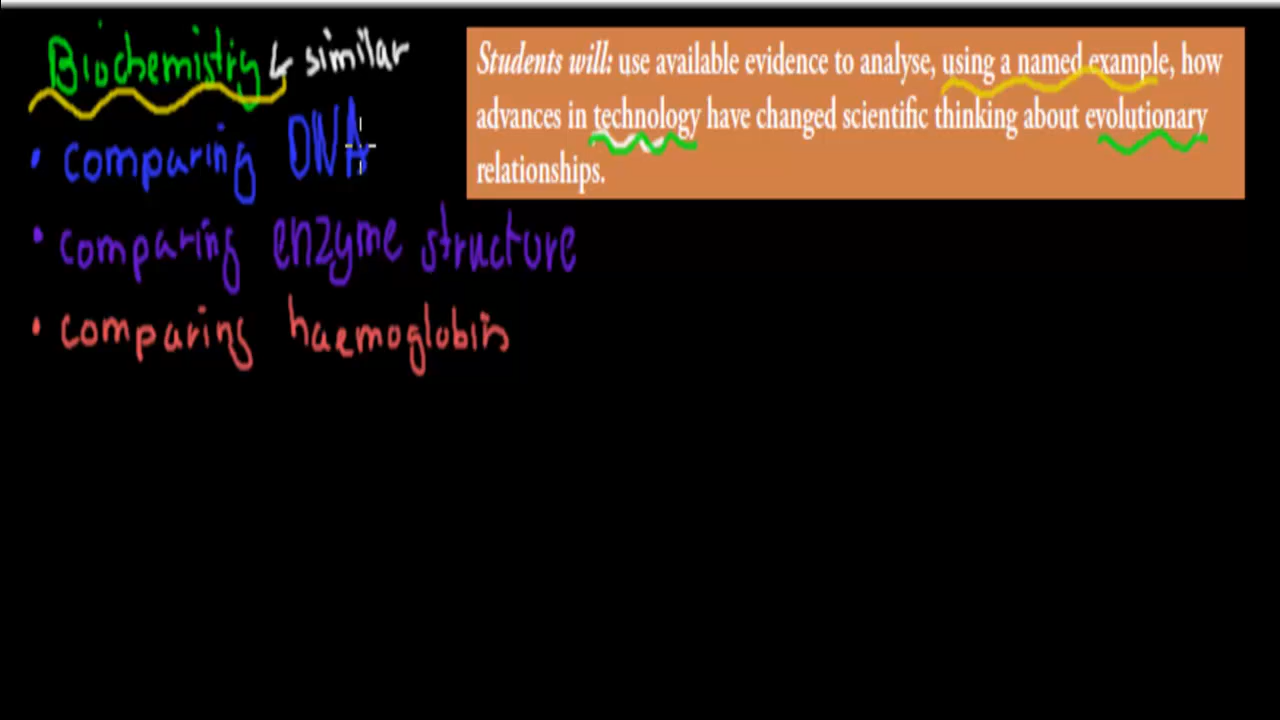 Biochemistry ↳ similar
• comparing DNA
• comparing enzyme structure
• comparing haemoglobin
Students will: use available evidence to analyse, using a named example, how
advances in technology have changed scientific thinking about evolutionary
relationships.